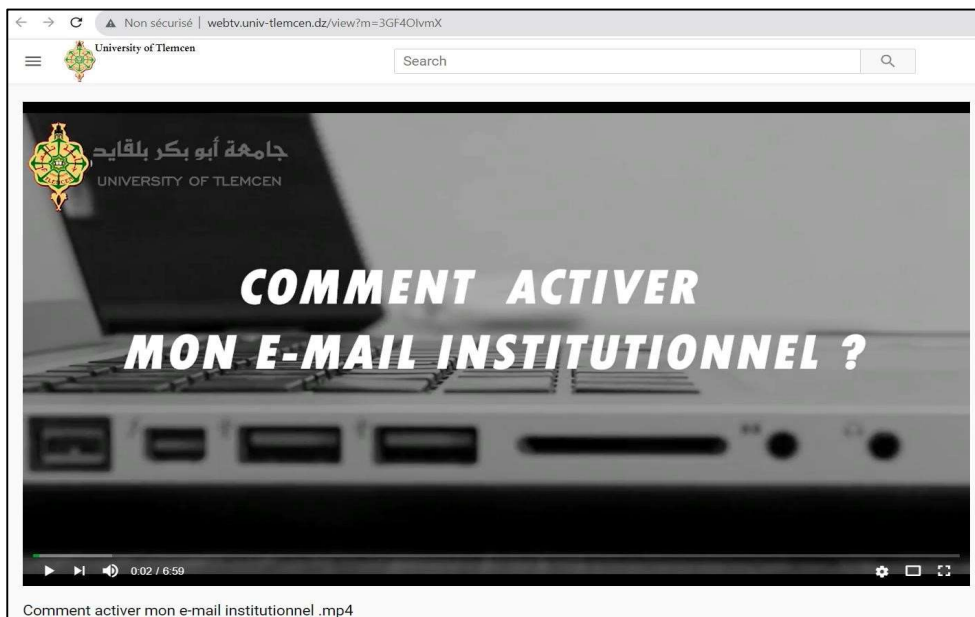 Non sécurisé | webtv.univ-tlemcen.dz/view?m=3GF4OIvmX
University of Tlemcen
Search
جامعة أبو بكر بلقايد
UNIVERSITY OF TLEMCEN
COMMENT ACTIVER
MON E-MAIL INSTITUTIONNEL ?
0:02 / 6:59
Comment activer mon e-mail institutionnel .mp4